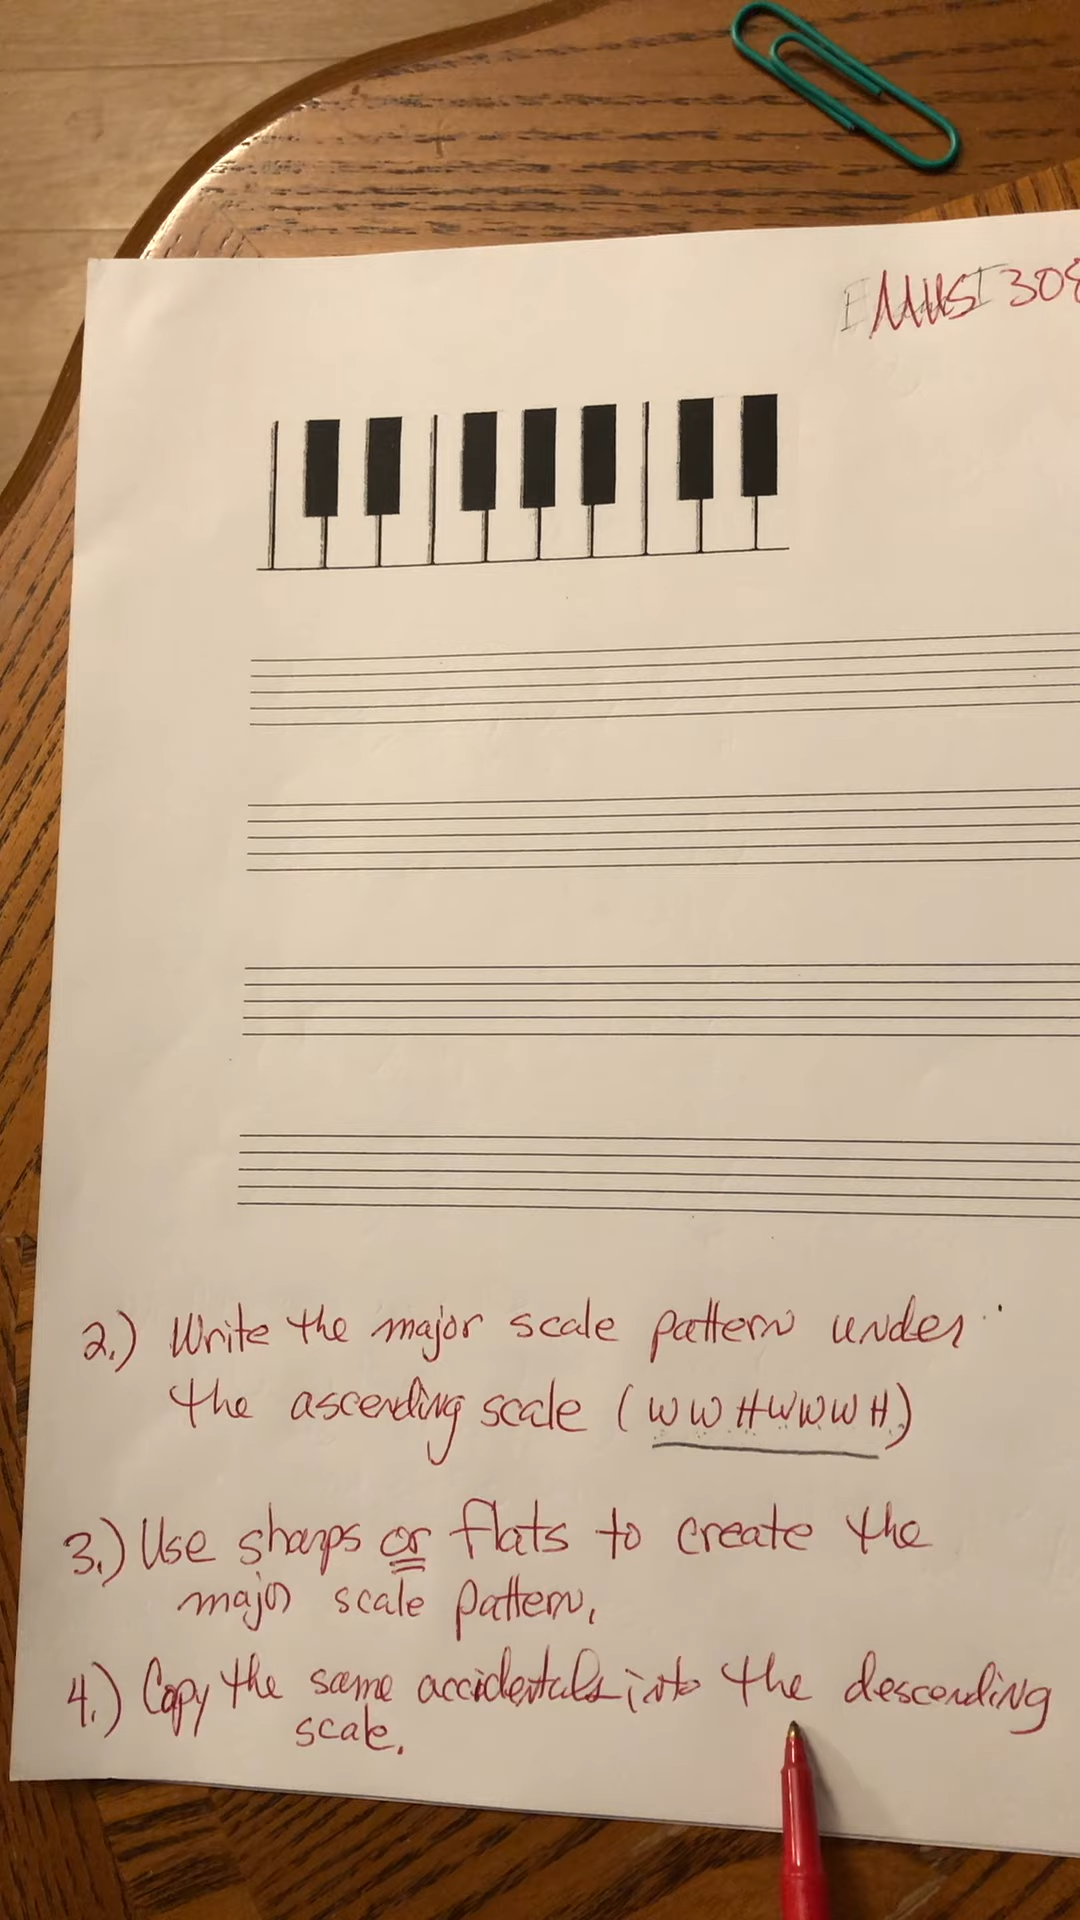 MUSI 308
2.) Write the major scale pattern under
the ascending scale (WWHWWWH)
3.) Use sharps or flats to create the
major scale pattern.
4.) Copy the same accidentals into the descending
scale.